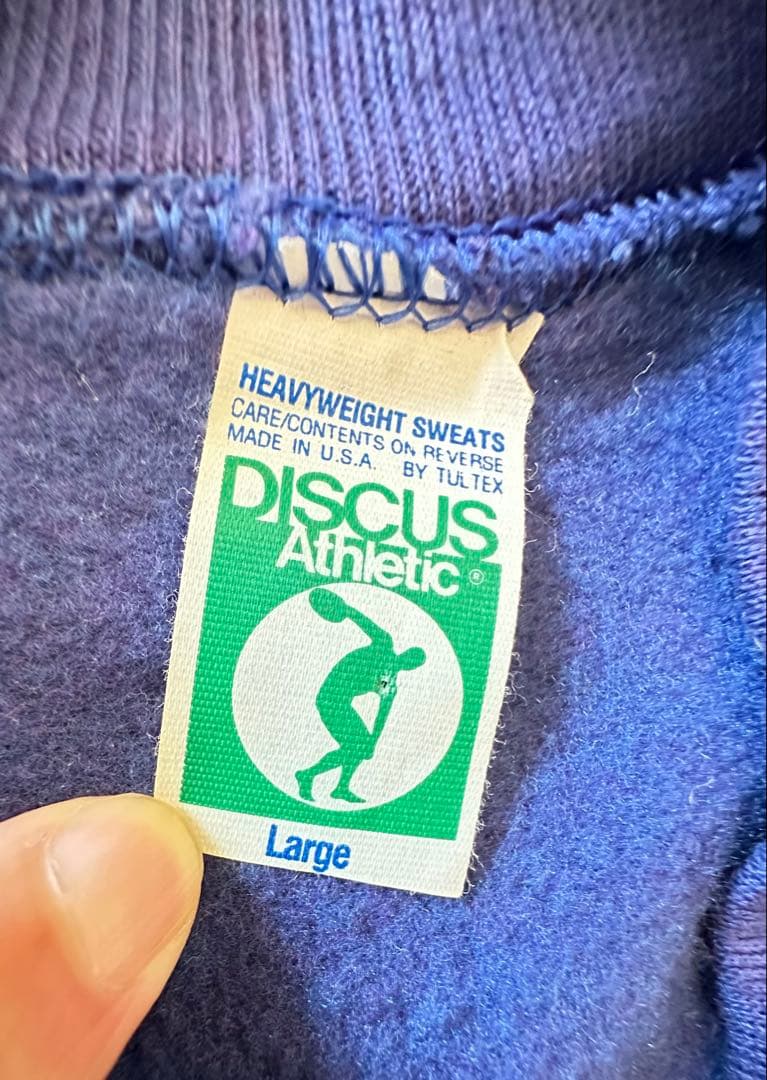 HEAVYWEIGHT SWEATS
CARE/CONTENTS ON REVERSE
MADE IN U.S.A. BY TULTEX
DISCUS
Athletic ®
Large